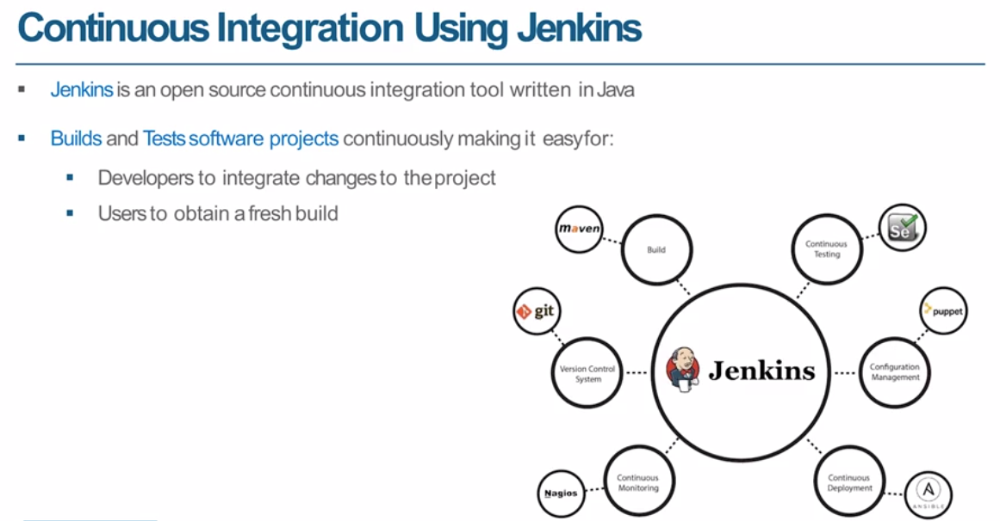 Continuous Integration Using Jenkins
Jenkins is an open source continuous integration tool written in Java
Builds and Tests software projects continuously making it easy for:
Developers to integrate changes to the project
Users to obtain a fresh build
maven
Build
Continuous
Testing
Se
git
puppet
Version Control
System
Jenkins
Configuration
Management
Continuous
Monitoring
Nagios
Continuous
Deployment
A
ANSIBLE